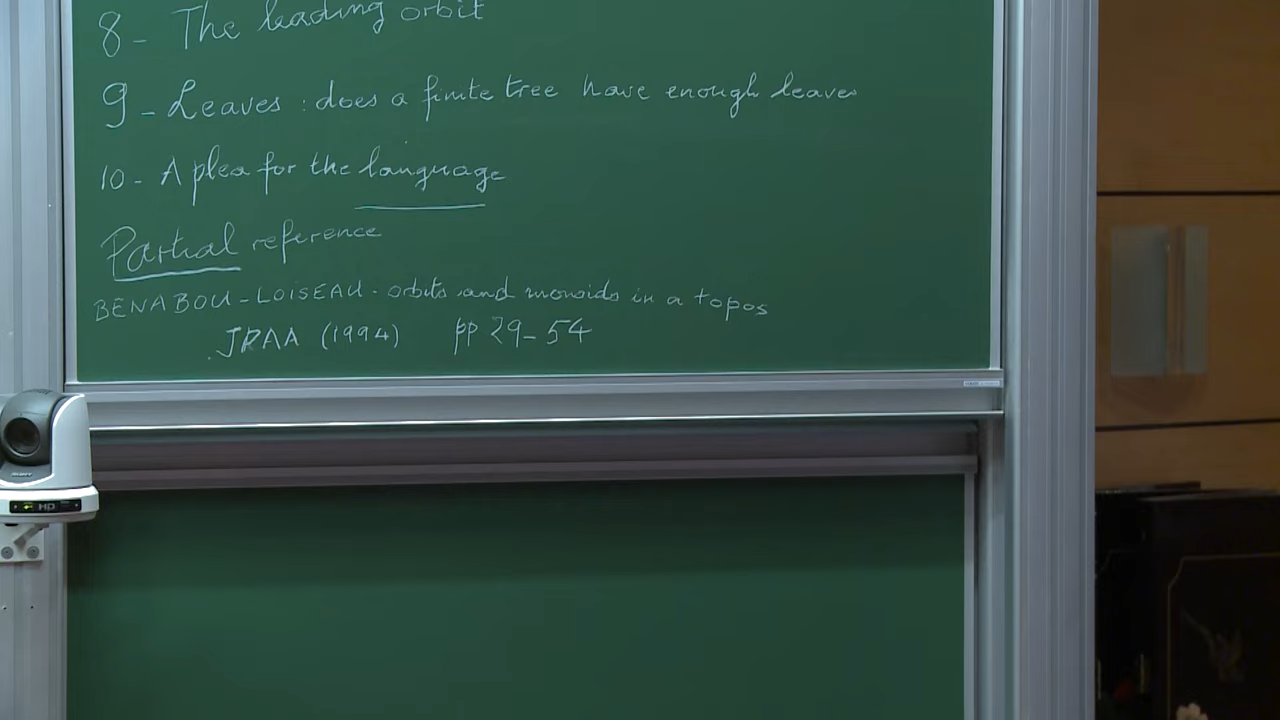 8 - The leading orbit
9 - Leaves : does a finite tree have enough leaves
10 - A plea for the language
Partial reference
BENABOU - LOISEAU - orbits and monoids in a topos
JPAA (1994) pp 29-54
HD